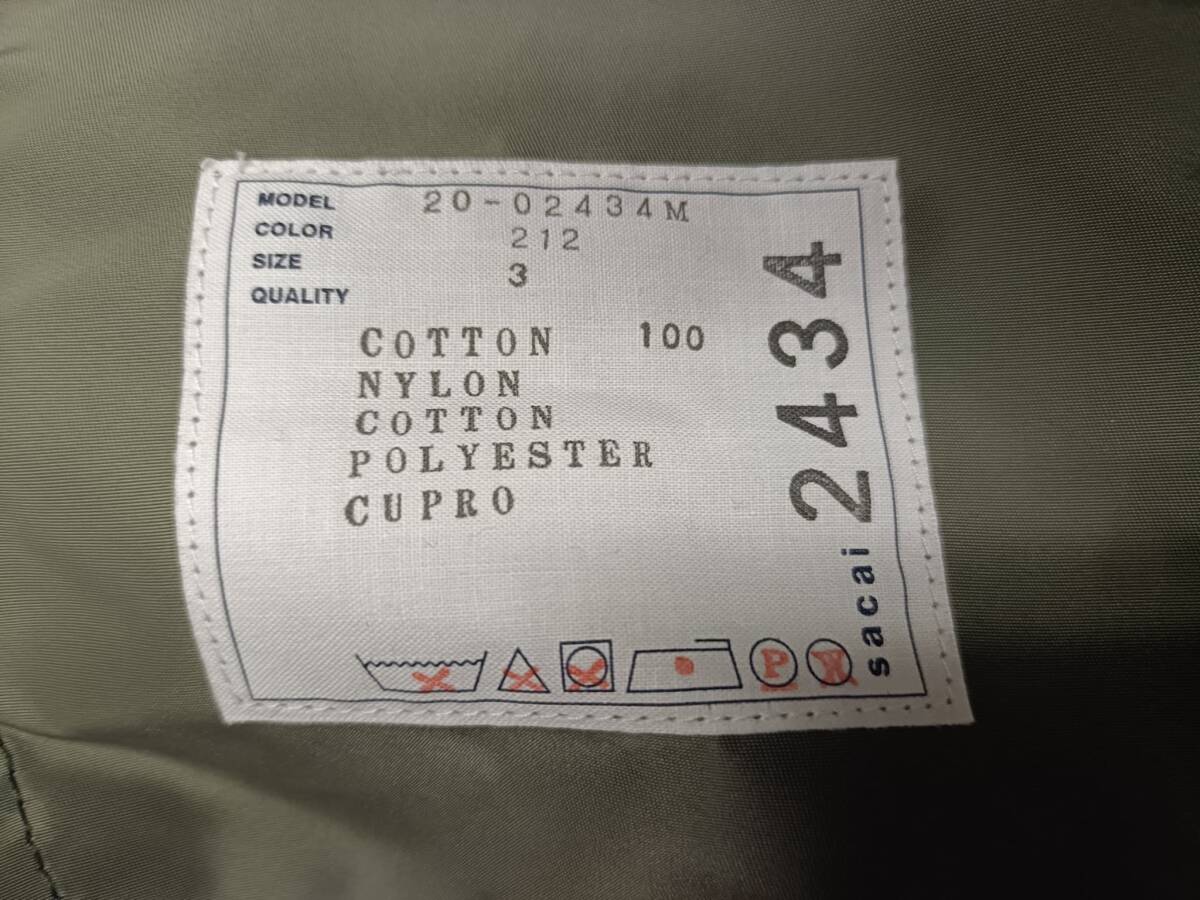 MODEL 20-02434M
COLOR 212
SIZE 3
QUALITY
COTTON 100
NYLON
COTTON
POLYESTER
CUPRO
P
W
sacai 2434